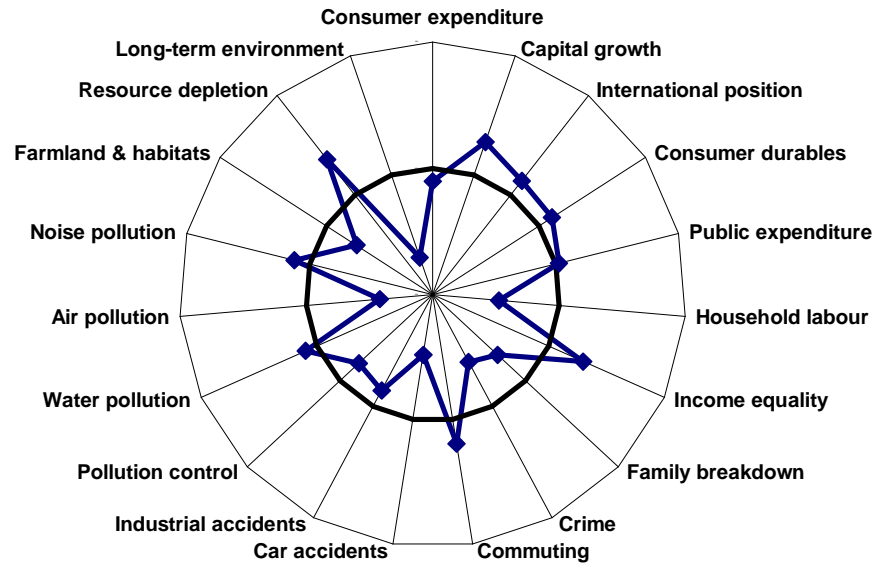 Consumer expenditure
Long-term environment
Capital growth
Resource depletion
International position
Farmland & habitats
Consumer durables
Noise pollution
Public expenditure
Air pollution
Household labour
Water pollution
Income equality
Pollution control
Family breakdown
Industrial accidents
Crime
Car accidents
Commuting